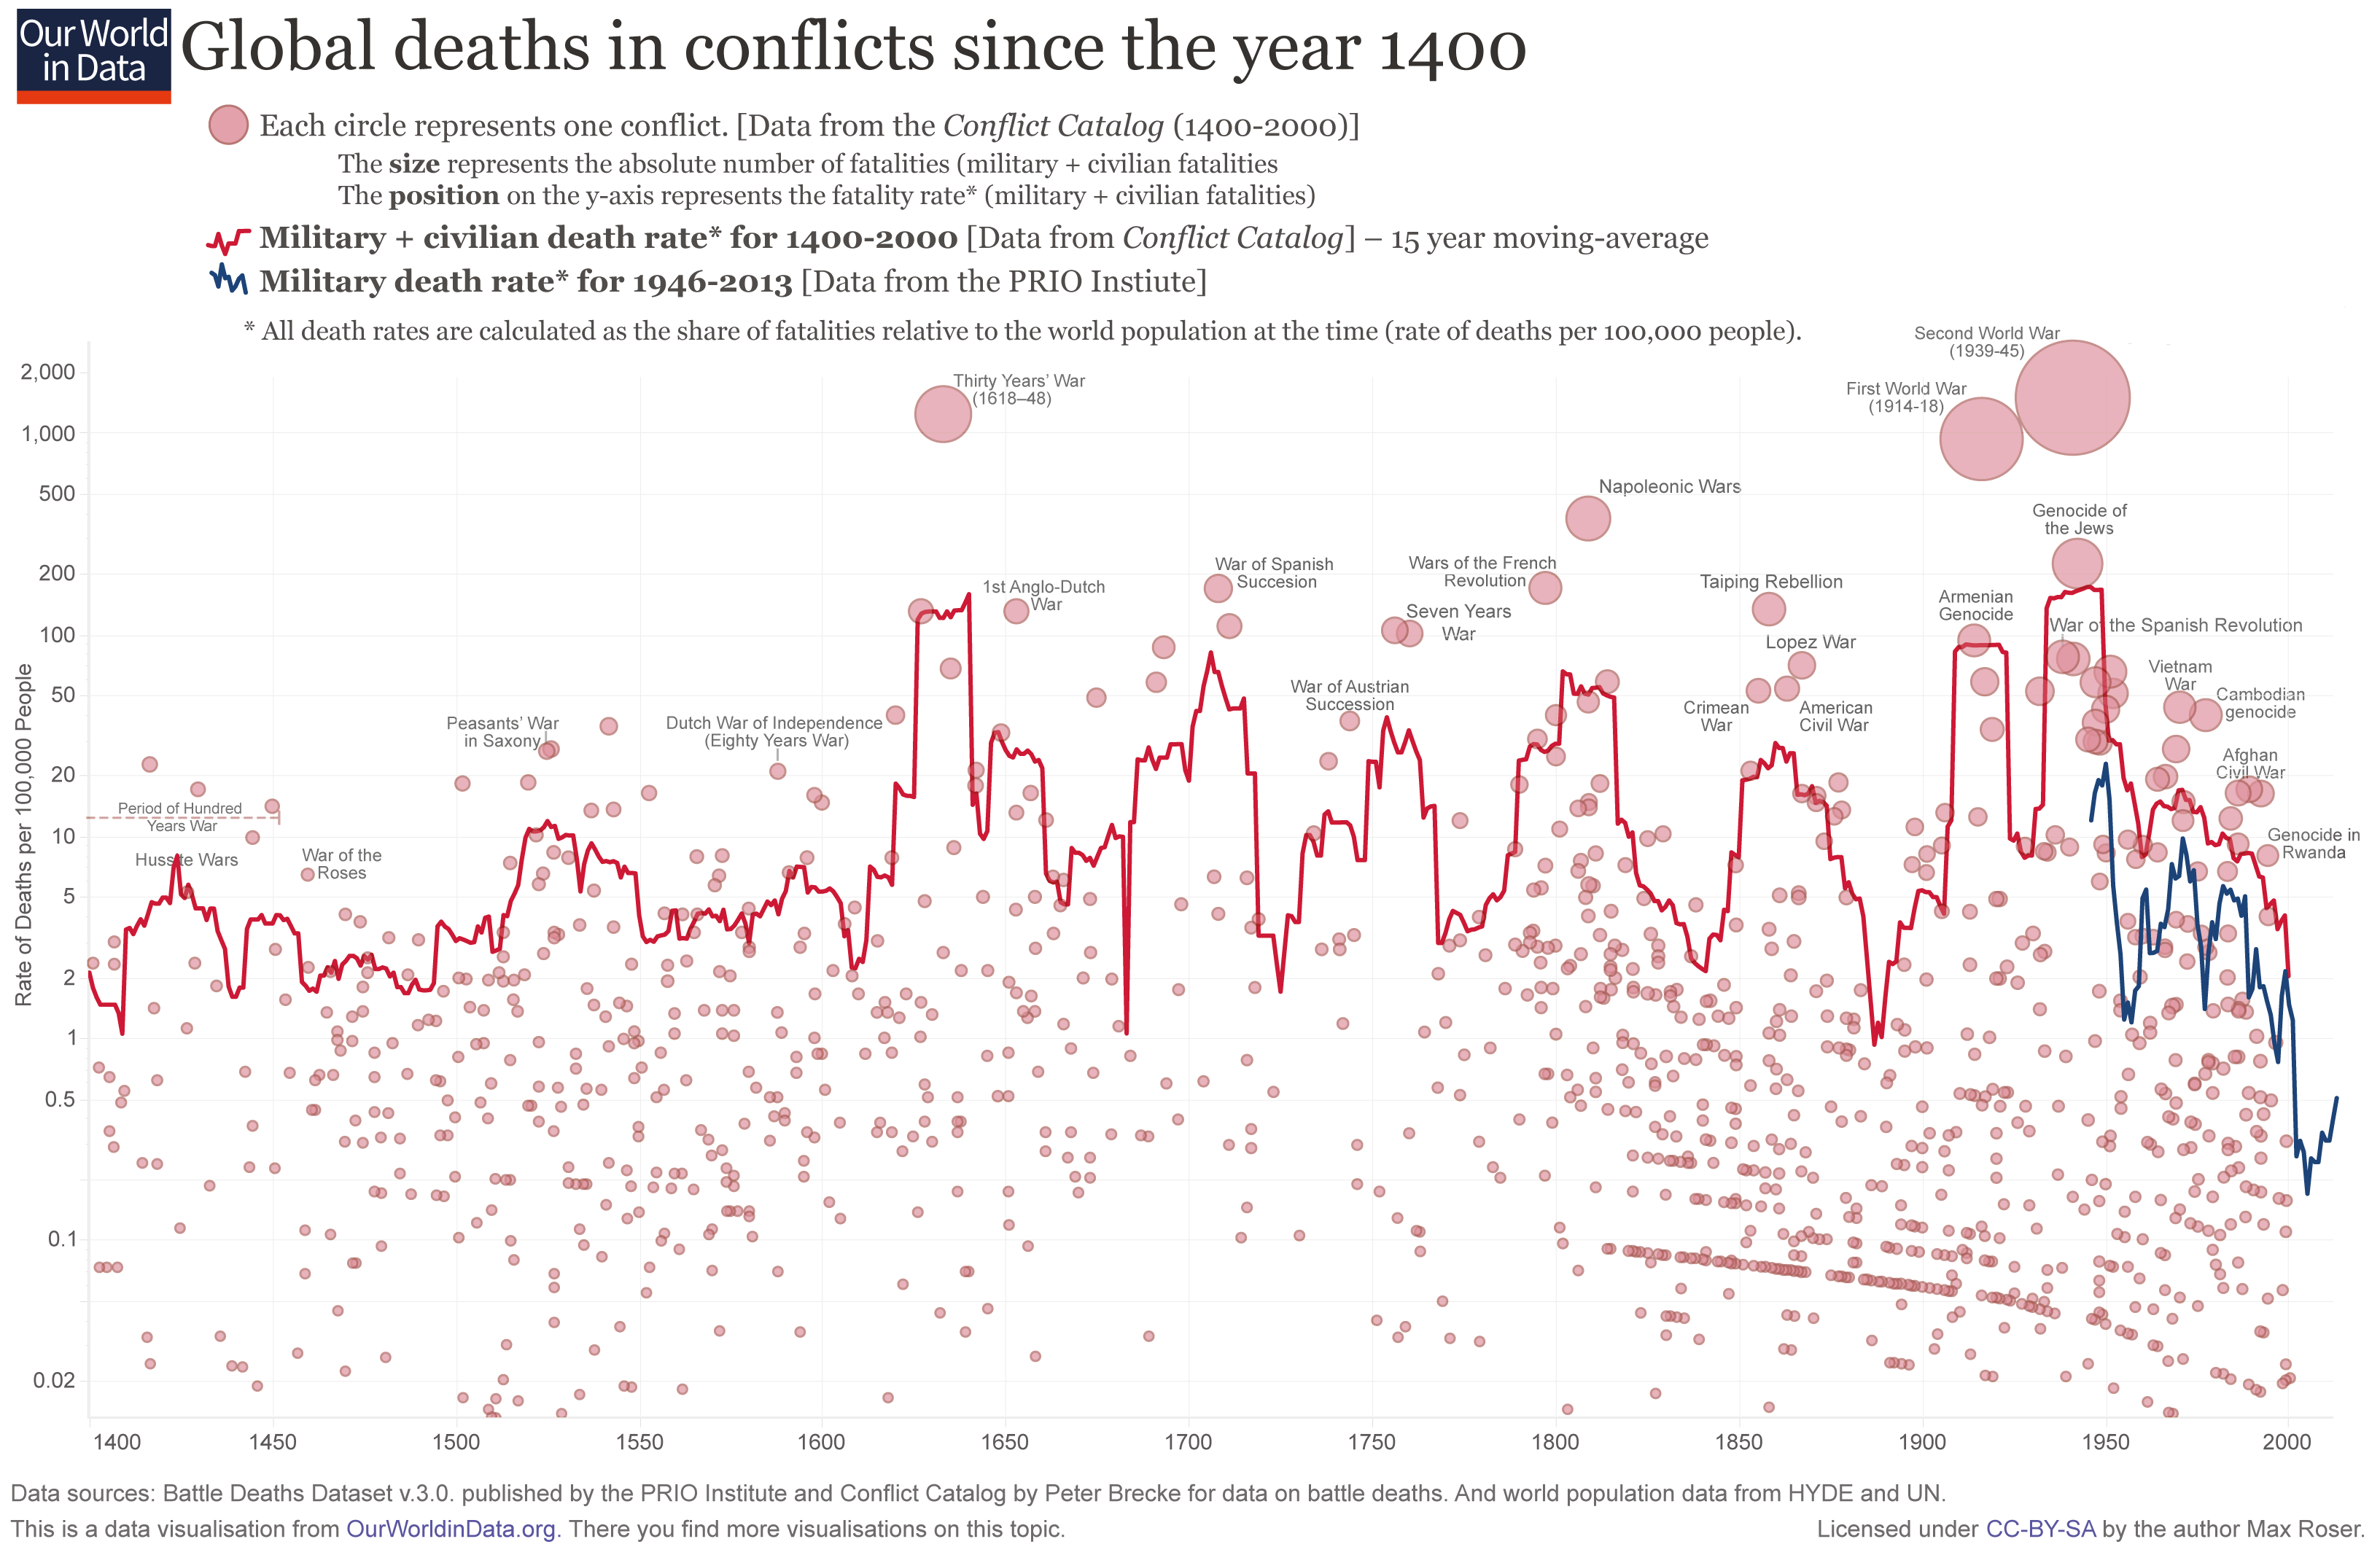 Our World
in Data
Global deaths in conflicts since the year 1400
Each circle represents one conflict. [Data from the Conflict Catalog (1400-2000)]
The size represents the absolute number of fatalities (military + civilian fatalities
The position on the y-axis represents the fatality rate* (military + civilian fatalities)
Military + civilian death rate* for 1400-2000 [Data from Conflict Catalog] – 15 year moving-average
Military death rate* for 1946-2013 [Data from the PRIO Instiute]
* All death rates are calculated as the share of fatalities relative to the world population at the time (rate of deaths per 100,000 people).
Rate of Deaths per 100,000 People
2,000
1,000
500
200
100
50
20
10
5
2
1
0.5
0.1
0.02
Period of Hundred
Years War
Hussite Wars
War of the
Roses
Peasants' War
in Saxony
Dutch War of Independence
(Eighty Years War)
Thirty Years' War
(1618–48)
1st Anglo-Dutch
War
War of Spanish
Succesion
War of Austrian
Succession
Seven Years
War
Wars of the French
Revolution
Napoleonic Wars
Taiping Rebellion
Lopez War
Crimean
War
American
Civil War
First World War
(1914-18)
Second World War
(1939-45)
Genocide of
the Jews
Armenian
Genocide
War of the Spanish Revolution
Vietnam
War
Cambodian
genocide
Afghan
Civil War
Genocide in
Rwanda
1400
1450
1500
1550
1600
1650
1700
1750
1800
1850
1900
1950
2000
Data sources: Battle Deaths Dataset v.3.0. published by the PRIO Institute and Conflict Catalog by Peter Brecke for data on battle deaths. And world population data from HYDE and UN.
This is a data visualisation from OurWorldinData.org. There you find more visualisations on this topic.
Licensed under CC-BY-SA by the author Max Roser.